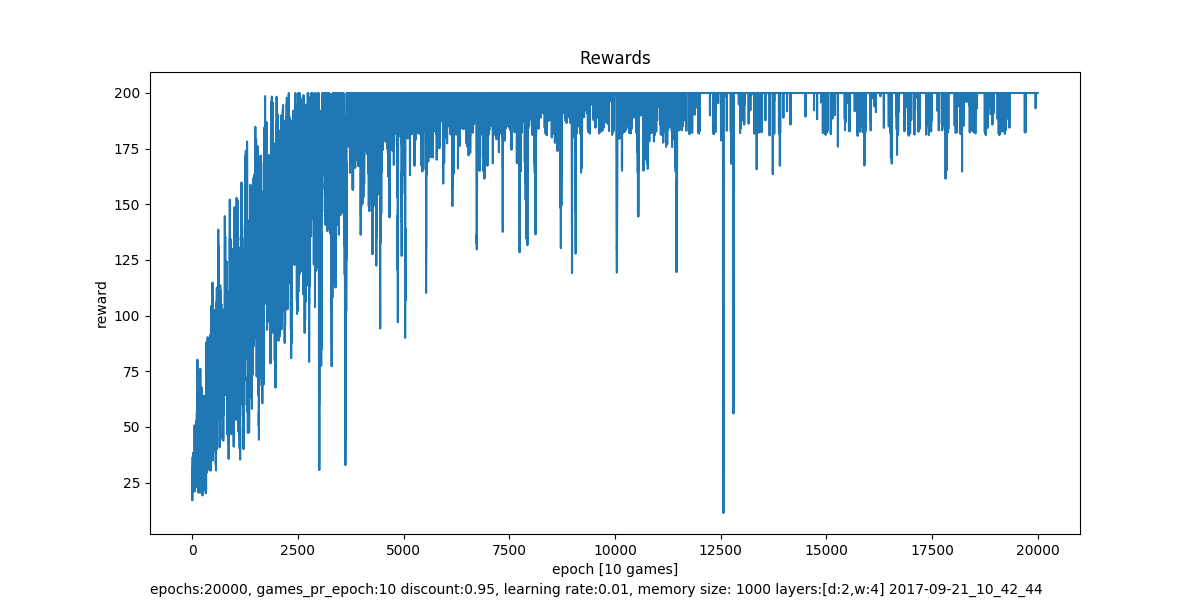 Rewards
200
175
150
125
100
75
50
25
reward
0 2500 5000 7500 10000 12500 15000 17500 20000
epoch [10 games]
epochs:20000, games_pr_epoch:10 discount:0.95, learning rate:0.01, memory size: 1000 layers:[d:2,w:4] 2017-09-21_10_42_44